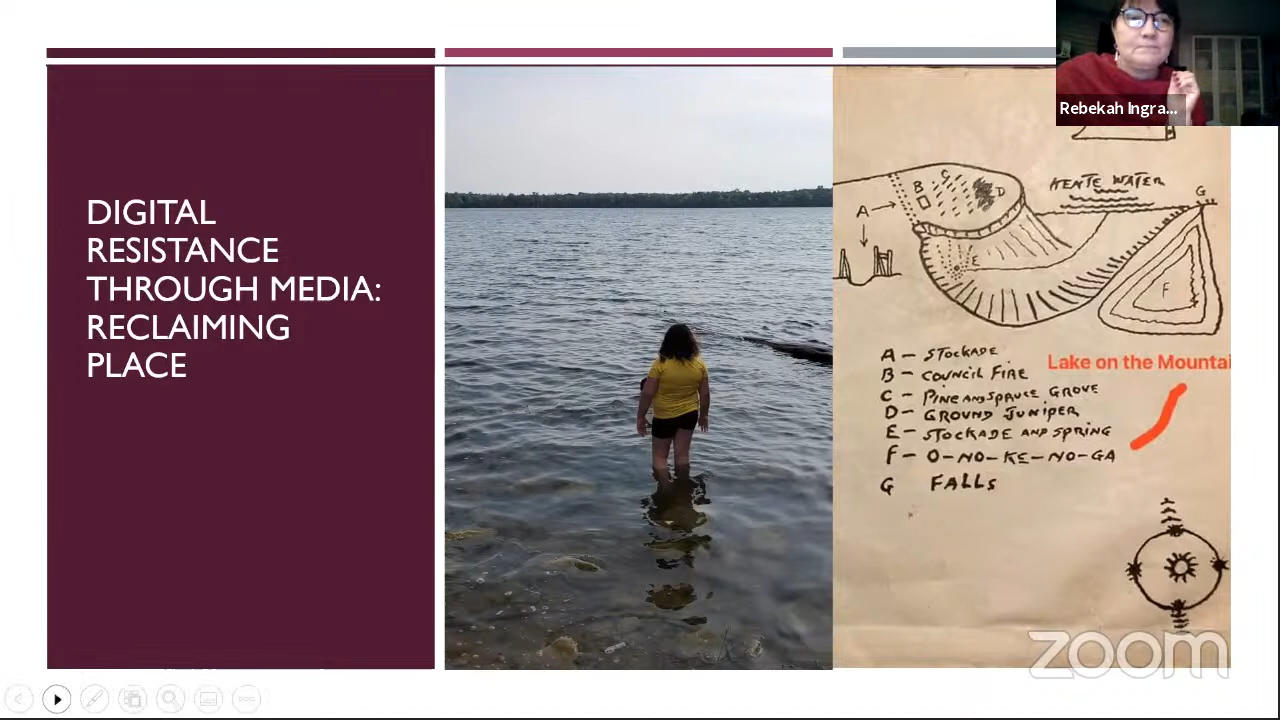 DIGITAL
RESISTANCE
THROUGH MEDIA:
RECLAIMING
PLACE
Rebekah Ingra...
KENTE WATER
G
B
C
D
A
E
F
A - STOCKADE
B - COUNCIL FIRE
Lake on the Mountai
C - PINE AND SPRUCE GROVE
D - GROUND JUNIPER
E - STOCKADE AND SPRING
F - O-NO-KE-NO-GA
G FALLS
zoom